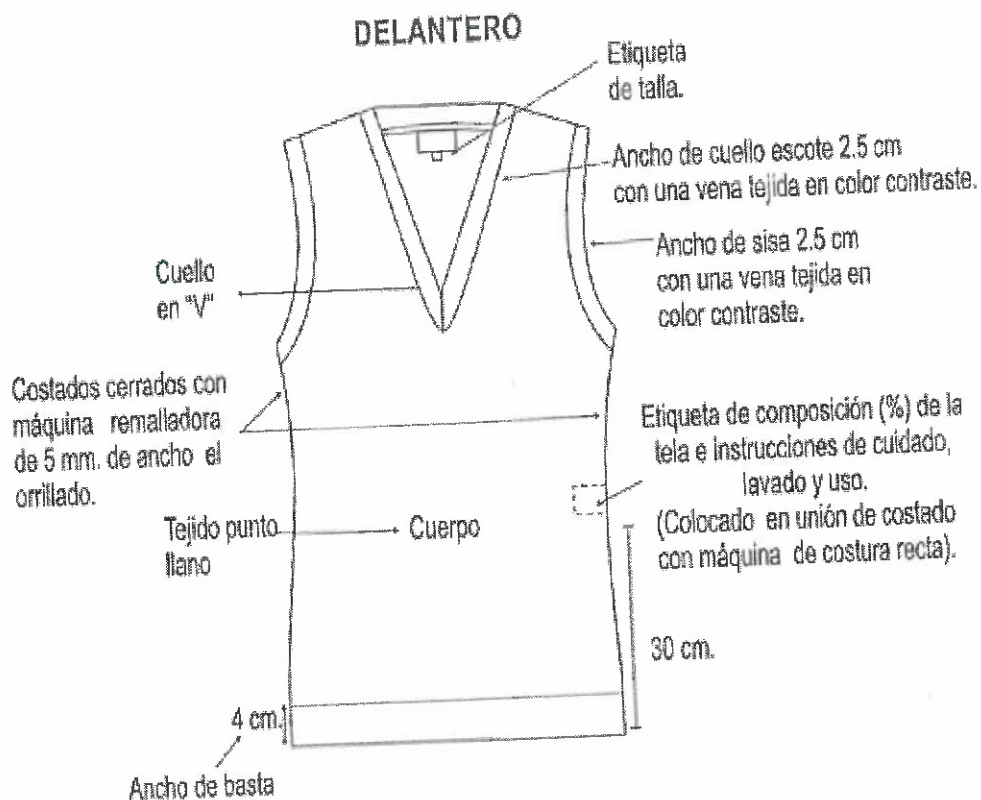 DELANTERO
Etiqueta
de talla.
Ancho de cuello escote 2.5 cm
con una vena tejida en color contraste.
Ancho de sisa 2.5 cm
con una vena tejida en
color contraste.
Cuello
en "V"
Costados cerrados con
máquina remalladora
de 5 mm. de ancho el
orrillado.
Etiqueta de composición (%) de la
tela e instrucciones de cuidado,
lavado y uso.
(Colocado en unión de costado
con máquina de costura recta).
Tejido punto
llano
Cuerpo
30 cm.
4 cm.
Ancho de basta